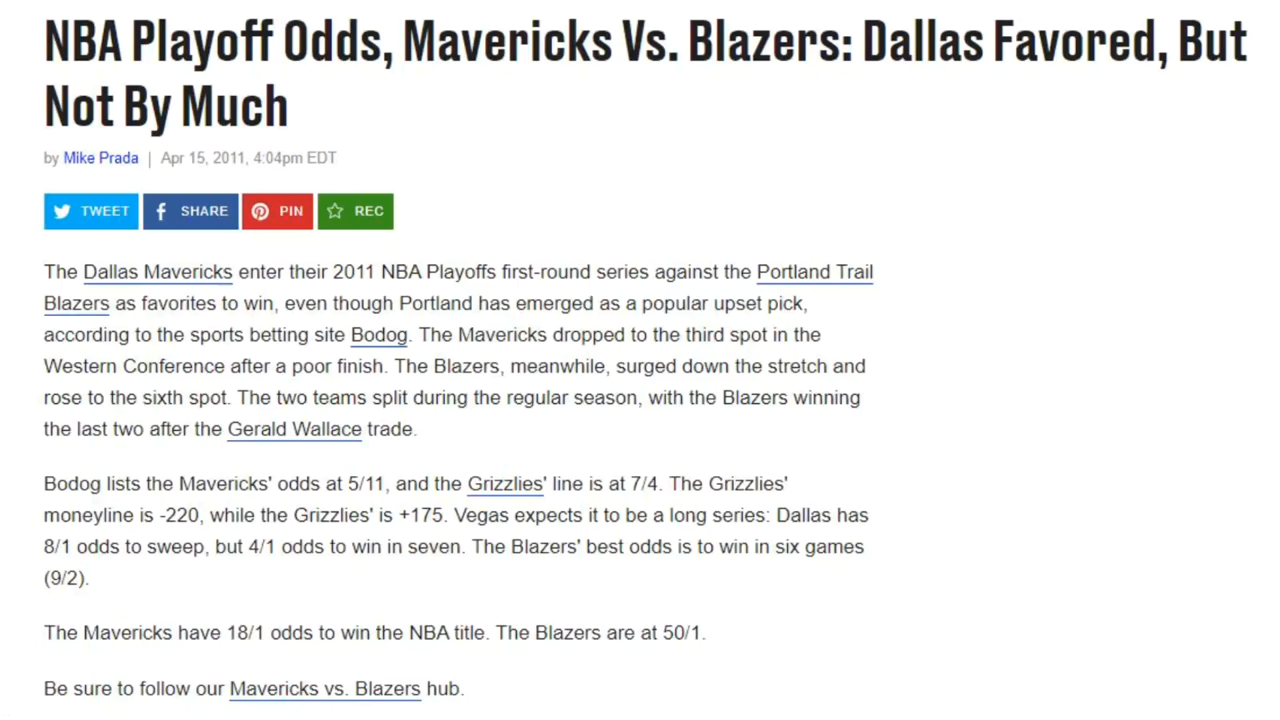 NBA Playoff Odds, Mavericks Vs. Blazers: Dallas Favored, But
Not By Much
by Mike Prada | Apr 15, 2011, 4:04pm EDT
TWEET SHARE PIN REC
The Dallas Mavericks enter their 2011 NBA Playoffs first-round series against the Portland Trail
Blazers as favorites to win, even though Portland has emerged as a popular upset pick,
according to the sports betting site Bodog. The Mavericks dropped to the third spot in the
Western Conference after a poor finish. The Blazers, meanwhile, surged down the stretch and
rose to the sixth spot. The two teams split during the regular season, with the Blazers winning
the last two after the Gerald Wallace trade.
Bodog lists the Mavericks' odds at 5/11, and the Grizzlies' line is at 7/4. The Grizzlies'
moneyline is -220, while the Grizzlies' is +175. Vegas expects it to be a long series: Dallas has
8/1 odds to sweep, but 4/1 odds to win in seven. The Blazers' best odds is to win in six games
(9/2).
The Mavericks have 18/1 odds to win the NBA title. The Blazers are at 50/1.
Be sure to follow our Mavericks vs. Blazers hub.